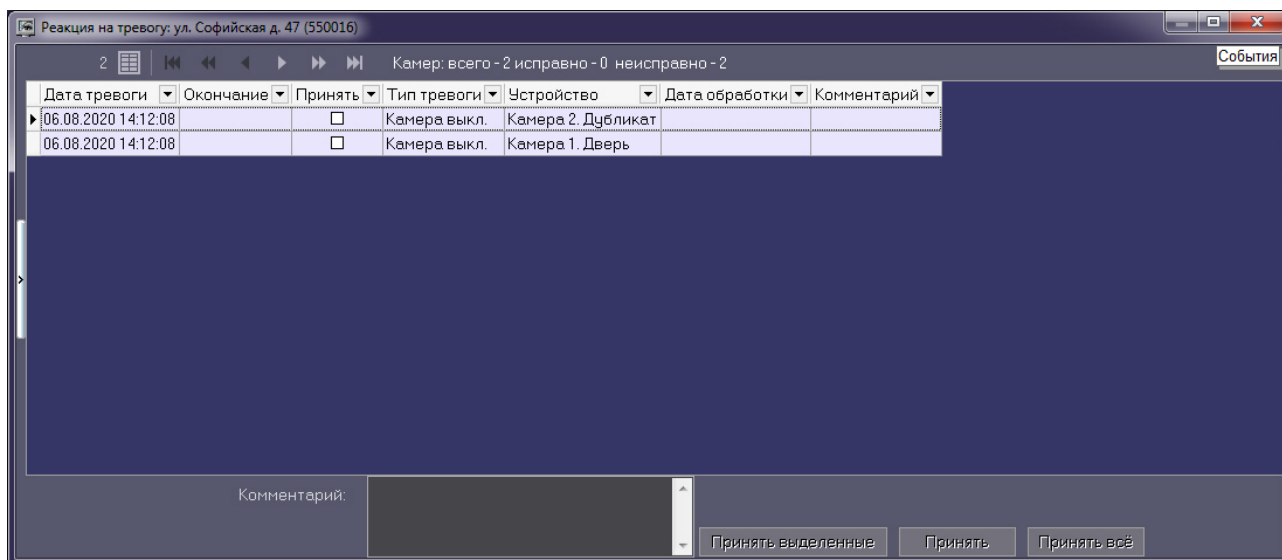 Реакция на тревогу: ул. Софийская д. 47 (550016)
2 Камер: всего - 2 исправно - 0 неисправно - 2
События
Дата тревоги Окончание Принять Тип тревоги Устройство Дата обработки Комментарий
06.08.2020 14:12:08 Камера выкл. Камера 2. Дубликат
06.08.2020 14:12:08 Камера выкл. Камера 1. Дверь
Комментарий:
Принять выделенные Принять Принять всё